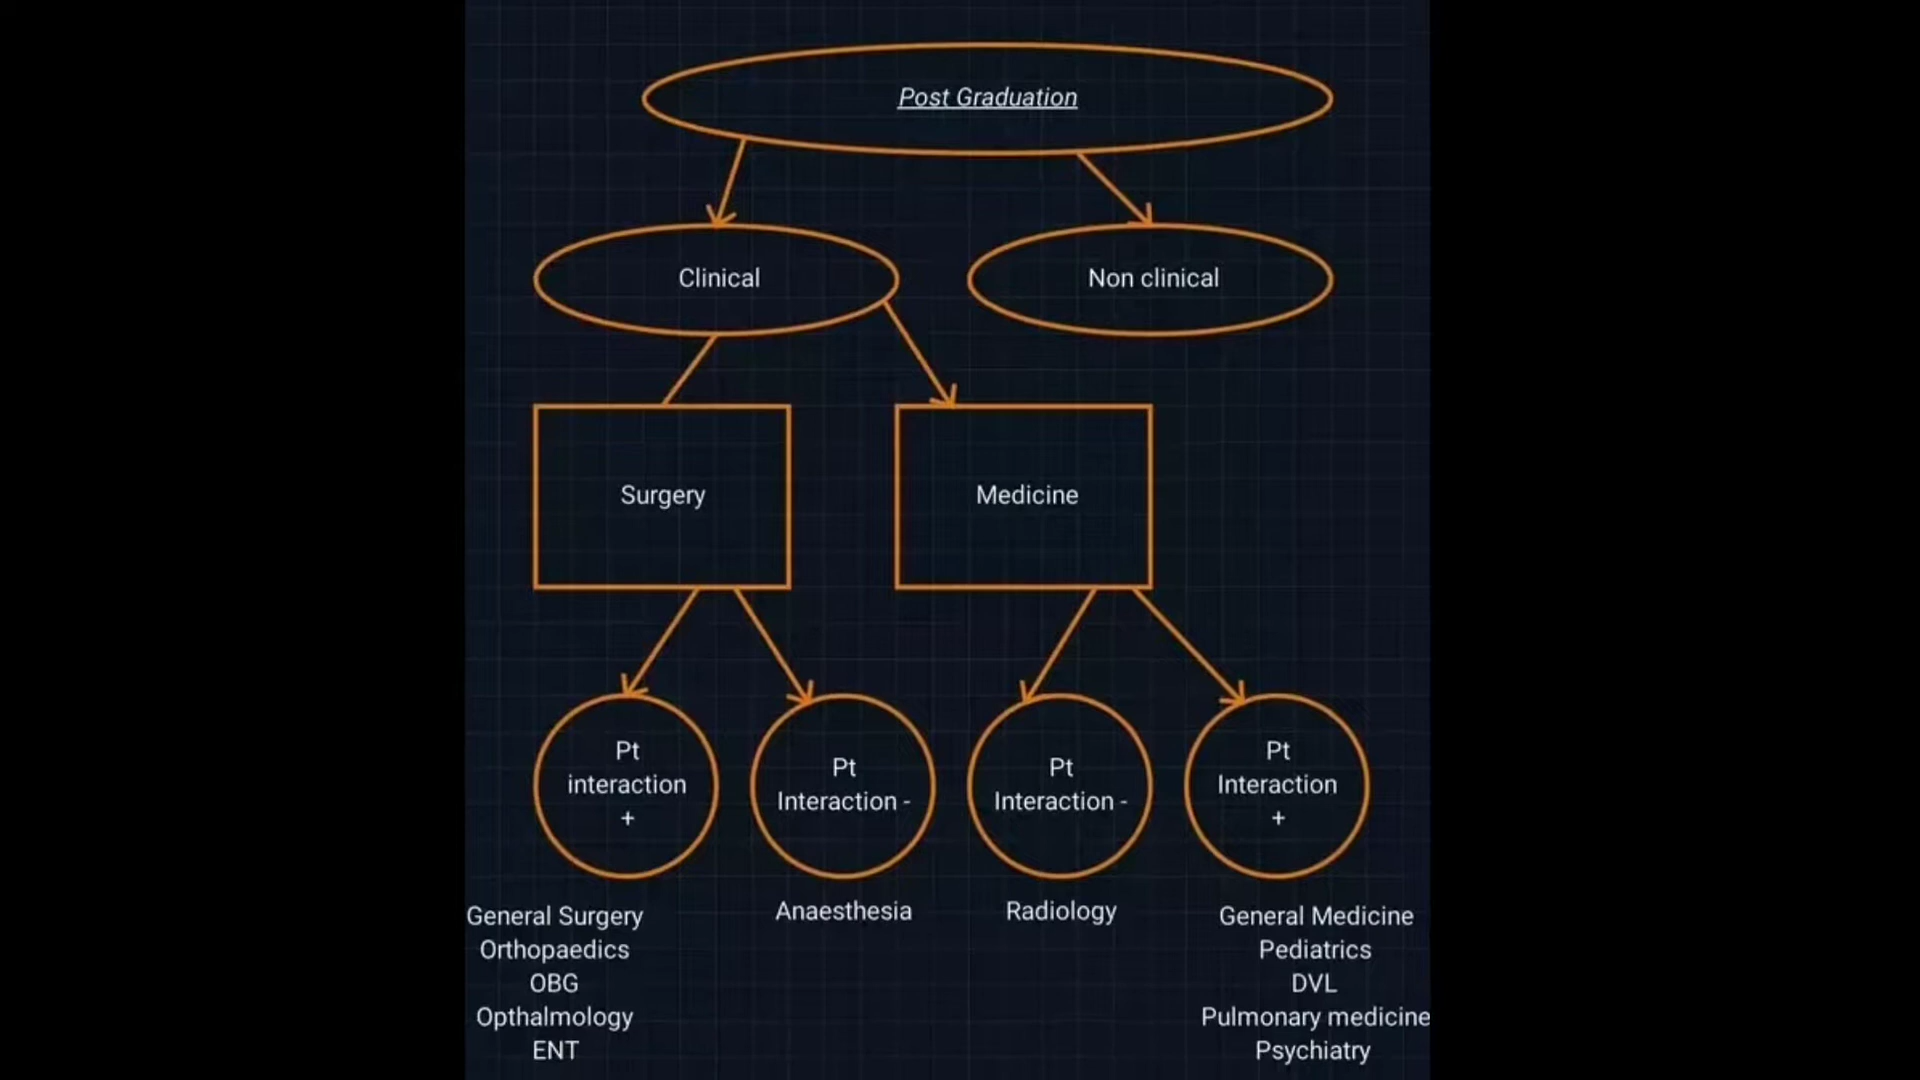 Post Graduation
Clinical
Non clinical
Surgery
Medicine
Pt
interaction
+
Pt
Interaction -
Pt
Interaction -
Pt
Interaction
+
General Surgery
Orthopaedics
OBG
Opthalmology
ENT
Anaesthesia
Radiology
General Medicine
Pediatrics
DVL
Pulmonary medicine
Psychiatry